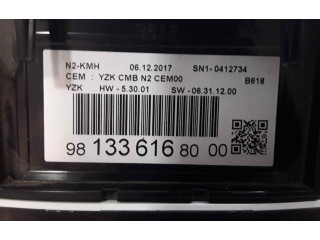 N2-KMH 06.12.2017 SN1- 0412734
CEM : YZK CMB N2 CEM00 B618
YZK HW - 5.30.01 SW - 06.31.12.00
98 133 616 80 00